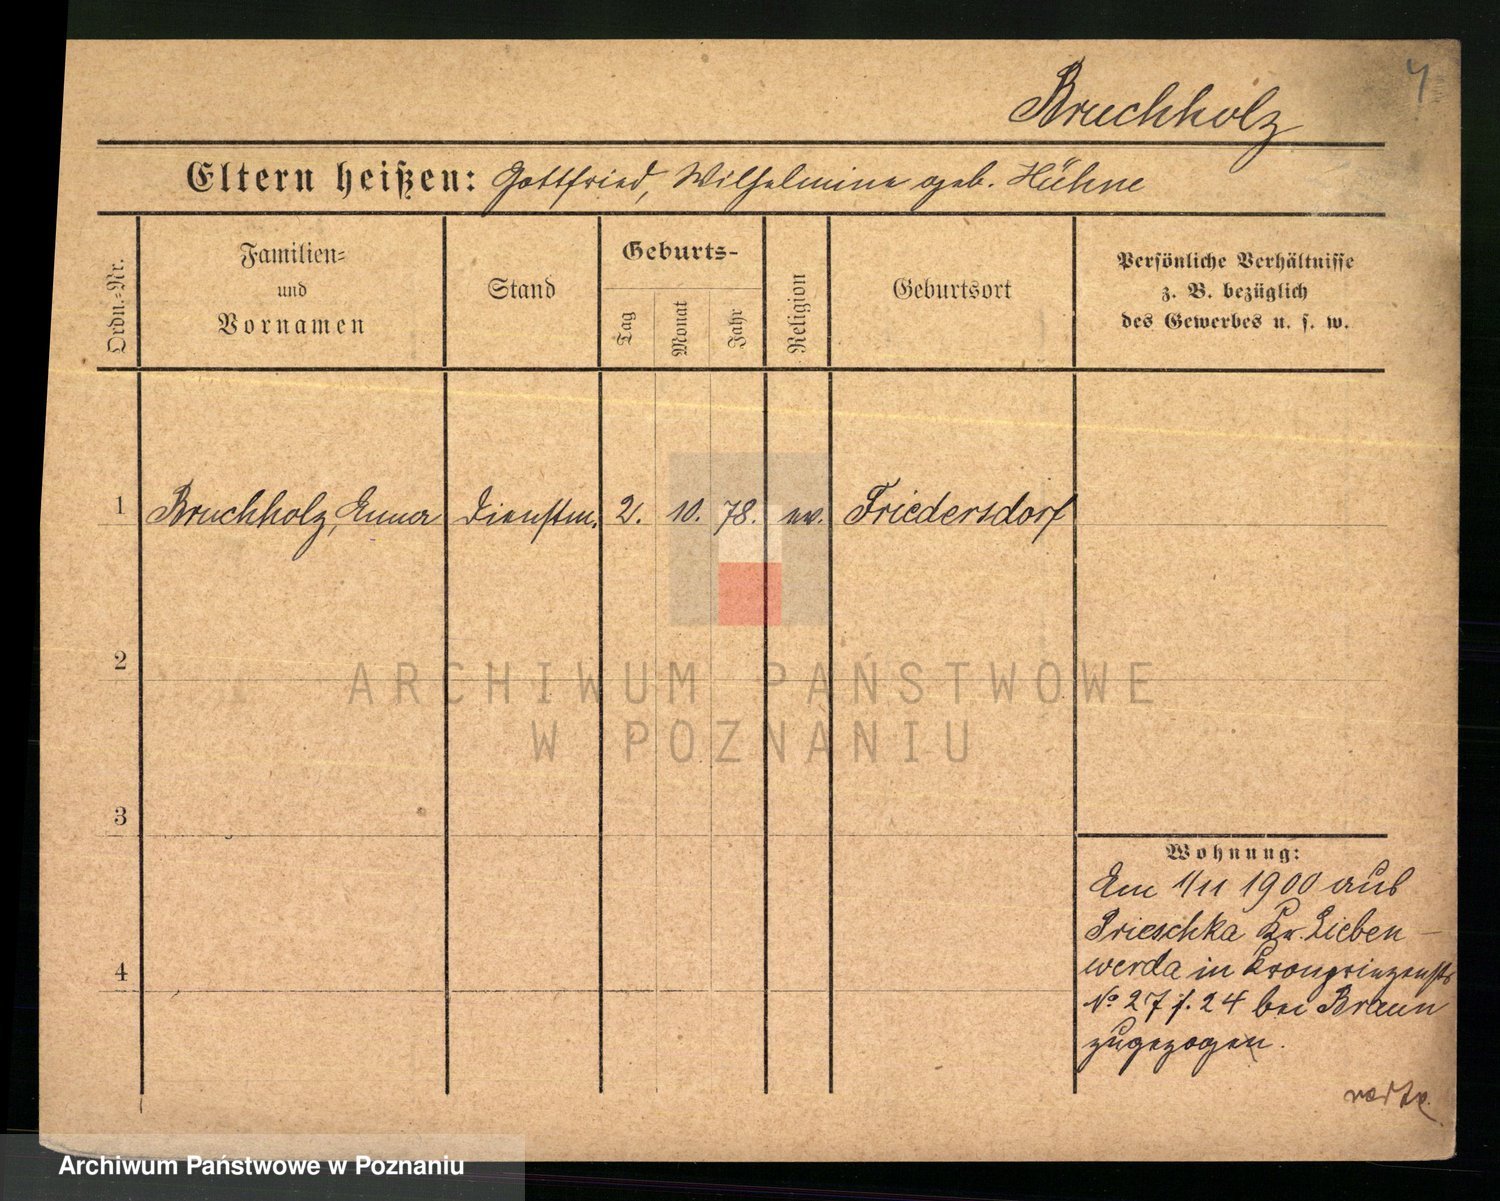 Bruchholz
Eltern heißen: Gottfried, Wilhelmine geb. Hühne
Ordn.-Nr.
Familien-
und
Vornamen
Stand
Geburts-
Tag
Monat
Jahr
Religion
Geburtsort
Persönliche Verhältnisse
z. B. bezüglich
des Gewerbes u. s. w.
1 Bruchholz, Emma Dienstm. 2. 10. 78. ev. Friedersdorf
2
3
4
Wohnung:
Am 1/11 1900 aus
Prieschka Kr. Lieben-
werda in Kronprinzenstr
No 27 f. 24 bei Braun
zugezogen.
ARCHIWUM PAŃSTWOWE
W POZNANIU
Archiwum Państwowe w Poznaniu